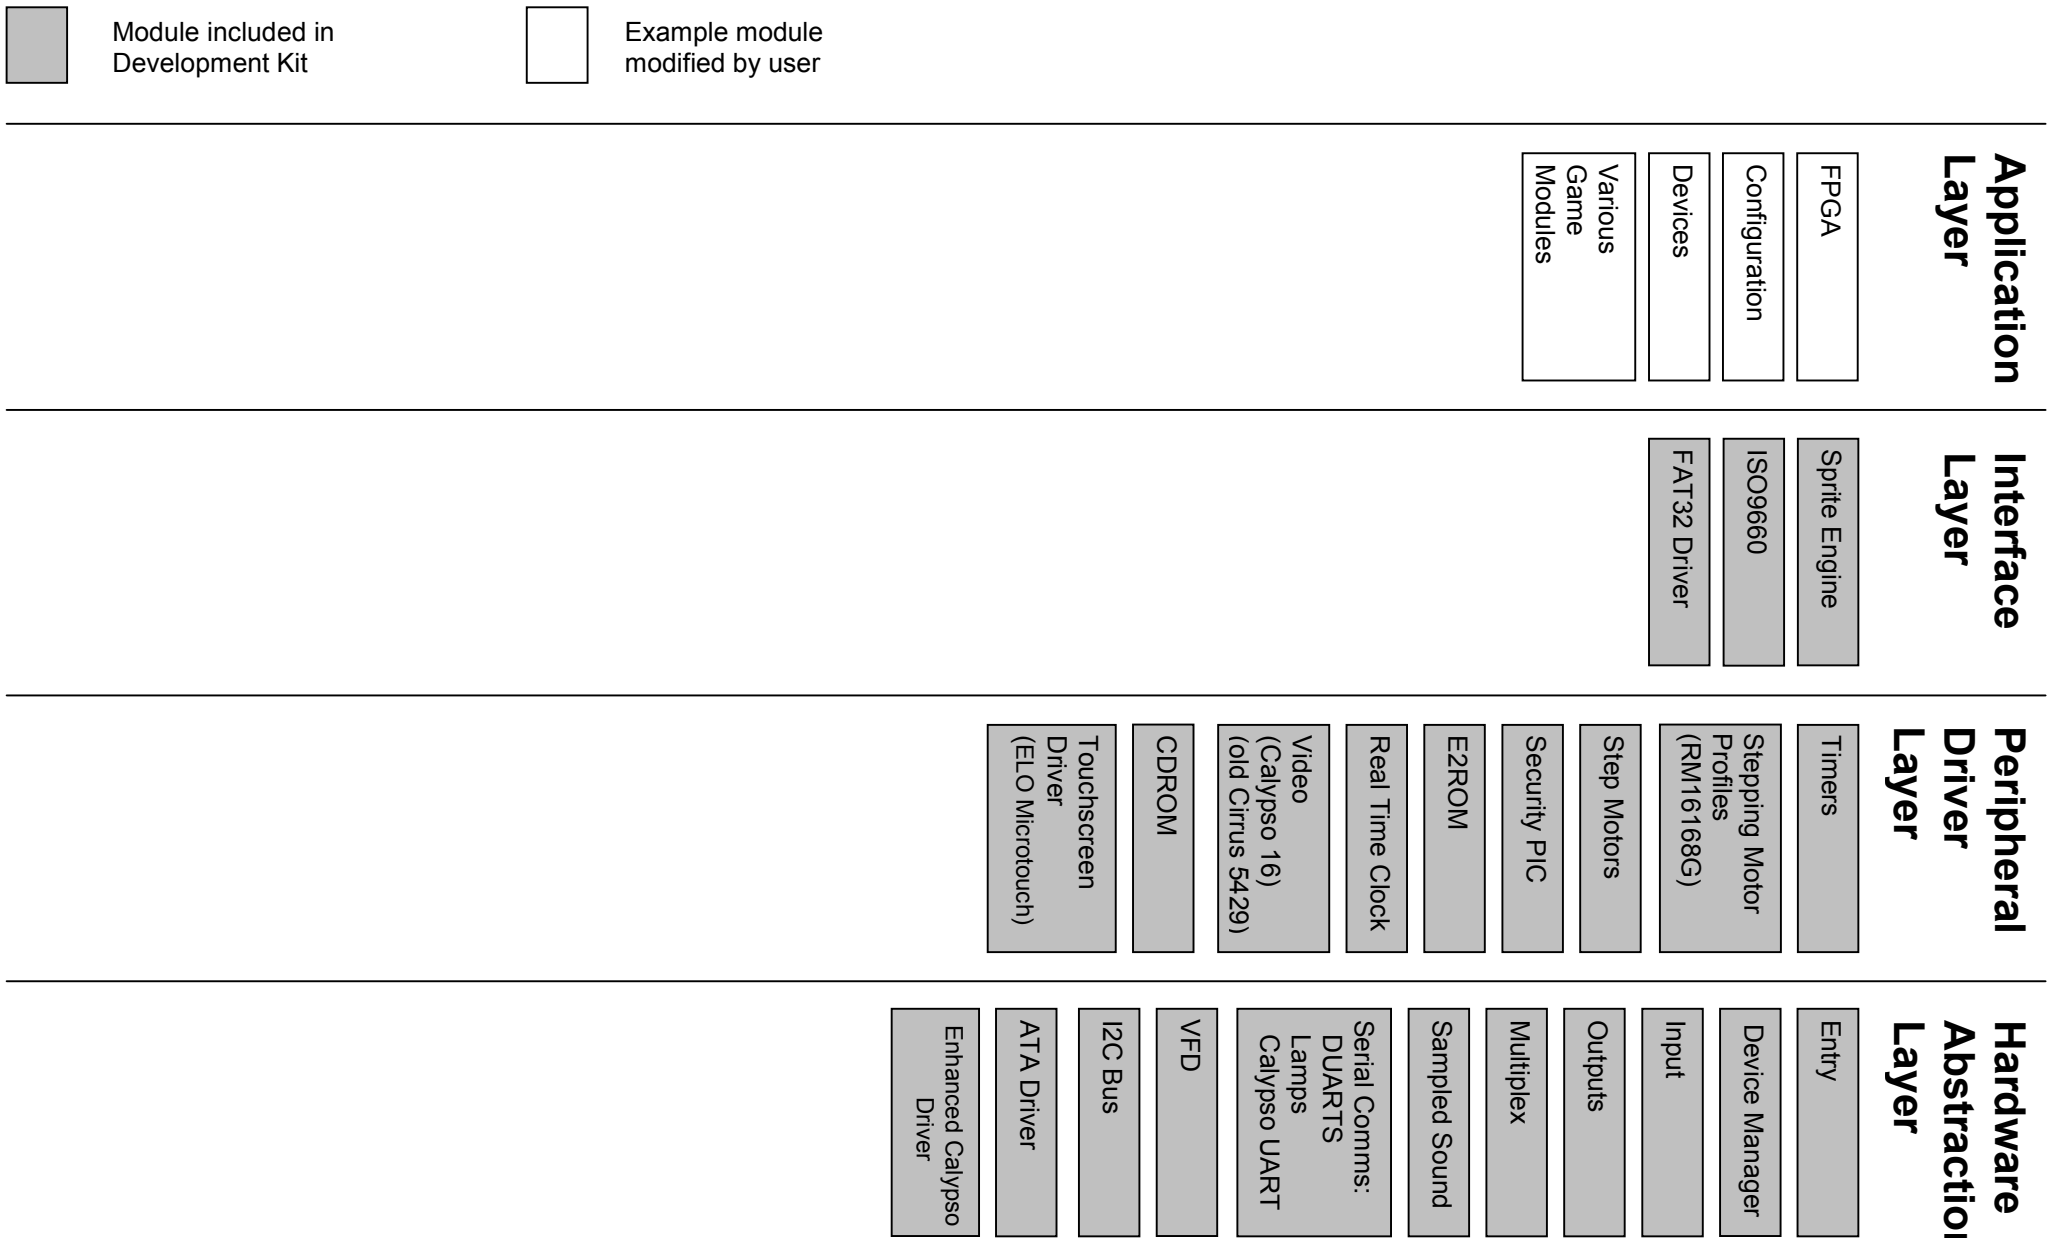 Module included in
Development Kit
Example module
modified by user
Application
Layer
FPGA
Configuration
Devices
Various
Game
Modules
Interface
Layer
Sprite Engine
ISO9660
FAT32 Driver
Peripheral
Driver
Layer
Timers
Stepping Motor
Profiles
(RM16168G)
Step Motors
Security PIC
E2ROM
Real Time Clock
Video
(Calypso 16)
(old Cirrus 5429)
CDROM
Touchscreen
Driver
(ELO Microtouch)
Hardware
Abstraction
Layer
Entry
Device Manager
Input
Outputs
Multiplex
Sampled Sound
Serial Comms:
DUARTS
Lamps
Calypso UART
VFD
I2C Bus
ATA Driver
Enhanced Calypso
Driver